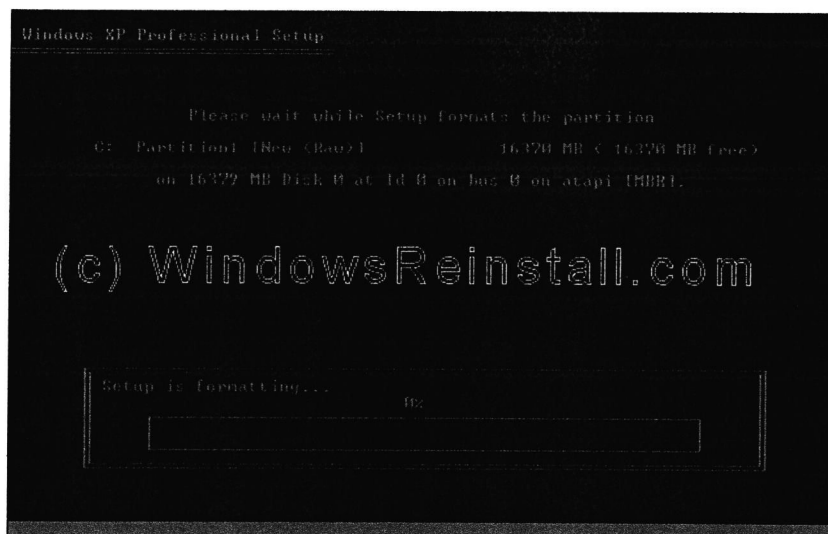 Windows XP Professional Setup
Please wait while Setup formats the partition
C: Partition1 [New (Raw)] 16370 MB ( 16370 MB free)
on 16379 MB Disk 0 at Id 0 on bus 0 on atapi [MBR].
(c) WindowsReinstall.com
Setup is formatting...
0%